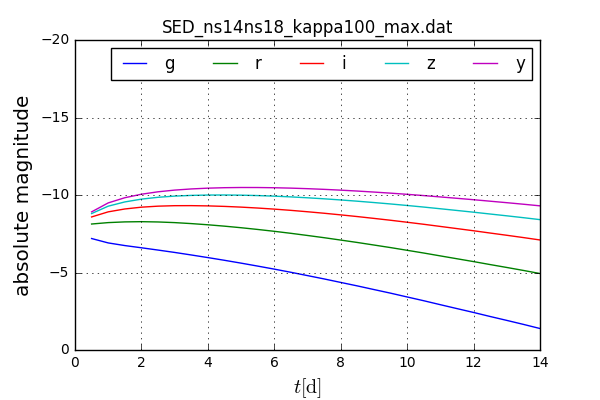 SED_ns14ns18_kappa100_max.dat
g r i z y
−20
−15
−10
−5
0
absolute magnitude
0 2 4 6 8 10 12 14
t[d]